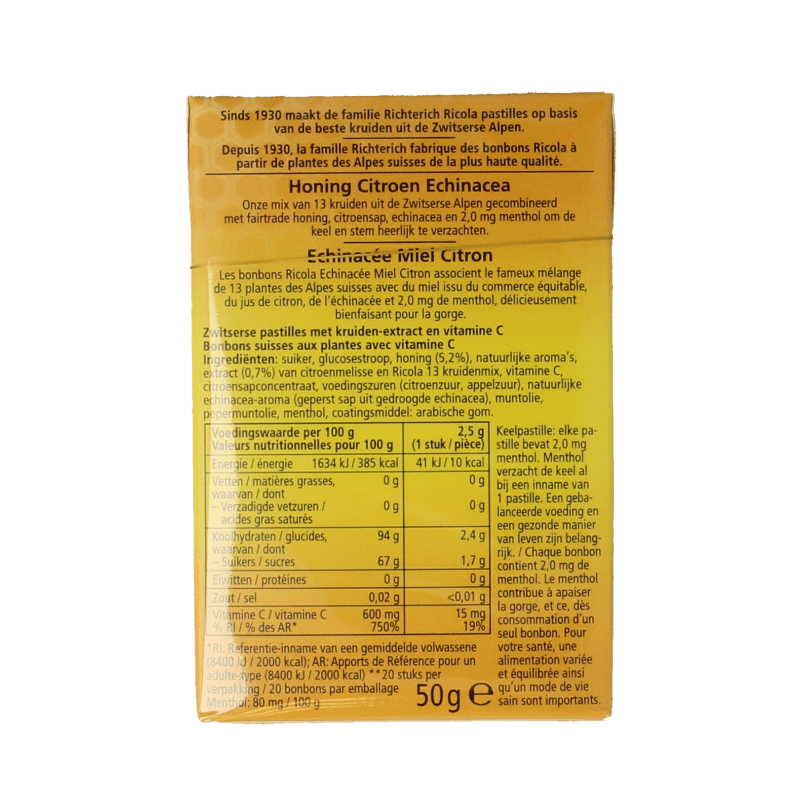 Sinds 1930 maakt de familie Richterich Ricola pastilles op basis
van de beste kruiden uit de Zwitserse Alpen.
Depuis 1930, la famille Richterich fabrique des bonbons Ricola à
partir de plantes des Alpes suisses de la plus haute qualité.
Honing Citroen Echinacea
Onze mix van 13 kruiden uit de Zwitserse Alpen gecombineerd
met fairtrade honing, citroensap, echinacea en 2,0 mg menthol om de
keel en stem heerlijk te verzachten.
Echinacée Miel Citron
Les bonbons Ricola Echinacée Miel Citron associent le fameux mélange
de 13 plantes des Alpes suisses avec du miel issu du commerce équitable,
du jus de citron, de l'échinacée et 2,0 mg de menthol, délicieusement
bienfaisant pour la gorge.
Zwitserse pastilles met kruiden-extract en vitamine C
Bonbons suisses aux plantes avec vitamine C
Ingrediënten: suiker, glucosestroop, honing (5,2%), natuurlijke aroma's,
extract (0,7%) van citroenmelisse en Ricola 13 kruidenmix, vitamine C,
citroensapconcentraat, voedingszuren (citroenzuur, appelzuur), natuurlijke
echinacea-aroma (geperst sap uit gedroogde echinacea), muntolie,
pepermuntolie, menthol, coatingsmiddel: arabische gom.
Voedingswaarde per 100 g 2,5 g
Valeurs nutritionnelles pour 100 g (1 stuk / pièce)
Energie / énergie 1634 kJ / 385 kcal 41 kJ / 10 kcal
Vetten / matières grasses, 0 g 0 g
waarvan / dont
– Verzadigde vetzuren / 0 g 0 g
acides gras saturés
Koolhydraten / glucides, 94 g 2,4 g
waarvan / dont
– Suikers / sucres 67 g 1,7 g
Eiwitten / protéines 0 g 0 g
Zout / sel 0,02 g <0,01 g
Vitamine C / vitamine C 600 mg 15 mg
% RI / % des AR* 750% 19%
*RI: Referentie-inname van een gemiddelde volwassene
(8400 kJ / 2000 kcal); AR: Apports de Référence pour un
adulte-type (8400 kJ / 2000 kcal) **20 stuks per
verpakking / 20 bonbons par emballage
Menthol: 80 mg / 100 g
50 g e
Keelpastille: elke pa-
stille bevat 2,0 mg
menthol. Menthol
verzacht de keel al
bij een inname van
1 pastille. Een geba-
lanceerde voeding en
een gezonde manier
van leven zijn belang-
rijk. / Chaque bonbon
contient 2,0 mg de
menthol. Le menthol
contribue à apaiser
la gorge, et ce, dès
consommation d'un
seul bonbon. Pour
votre santé, une
alimentation variée
et équilibrée ainsi
qu'un mode de vie
sain sont importants.